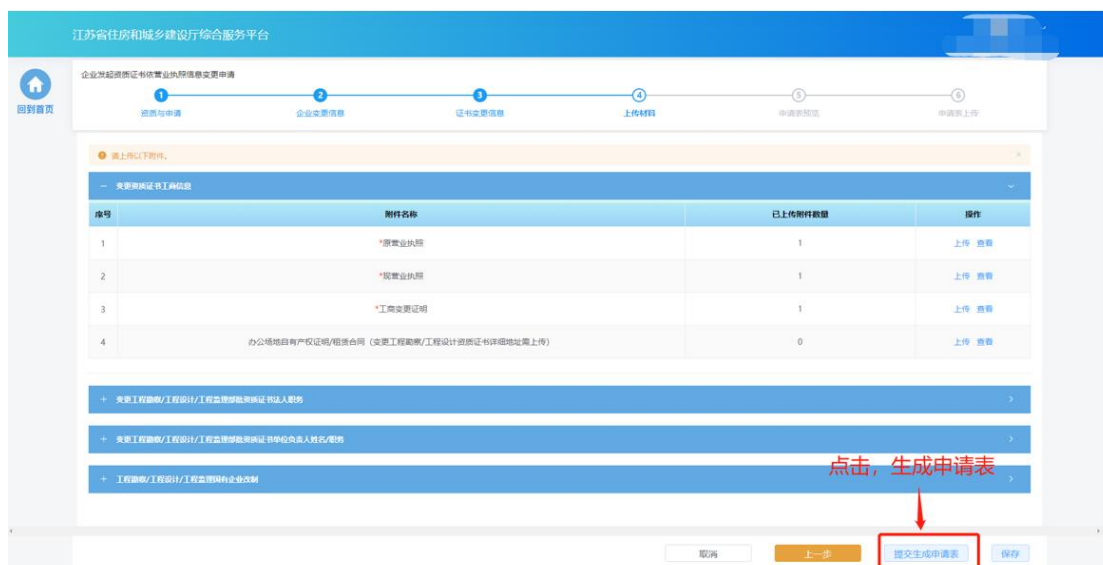 江苏省住房和城乡建设厅综合服务平台
回到首页
企业发起资质证书依营业执照信息变更申请
1 2 3 4 5 6
资质与申请 企业变更信息 证书变更信息 上传材料 申请表预览 申请表上传
请上传以下附件。
变更资质证书工商信息
序号 附件名称 已上传附件数量 操作
1 *原营业执照 1 上传 查看
2 *现营业执照 1 上传 查看
3 *工商变更证明 1 上传 查看
4 办公场地自有产权证明/租赁合同（变更工程勘察/工程设计资质证书详细地址需上传） 0 上传 查看
变更工程勘察/工程设计/工程监理部批资质证书法人职务
变更工程勘察/工程设计/工程监理部批资质证书单位负责人姓名/职务
工程勘察/工程设计/工程监理国有企业改制
点击，生成申请表
取消 上一步 提交生成申请表 保存